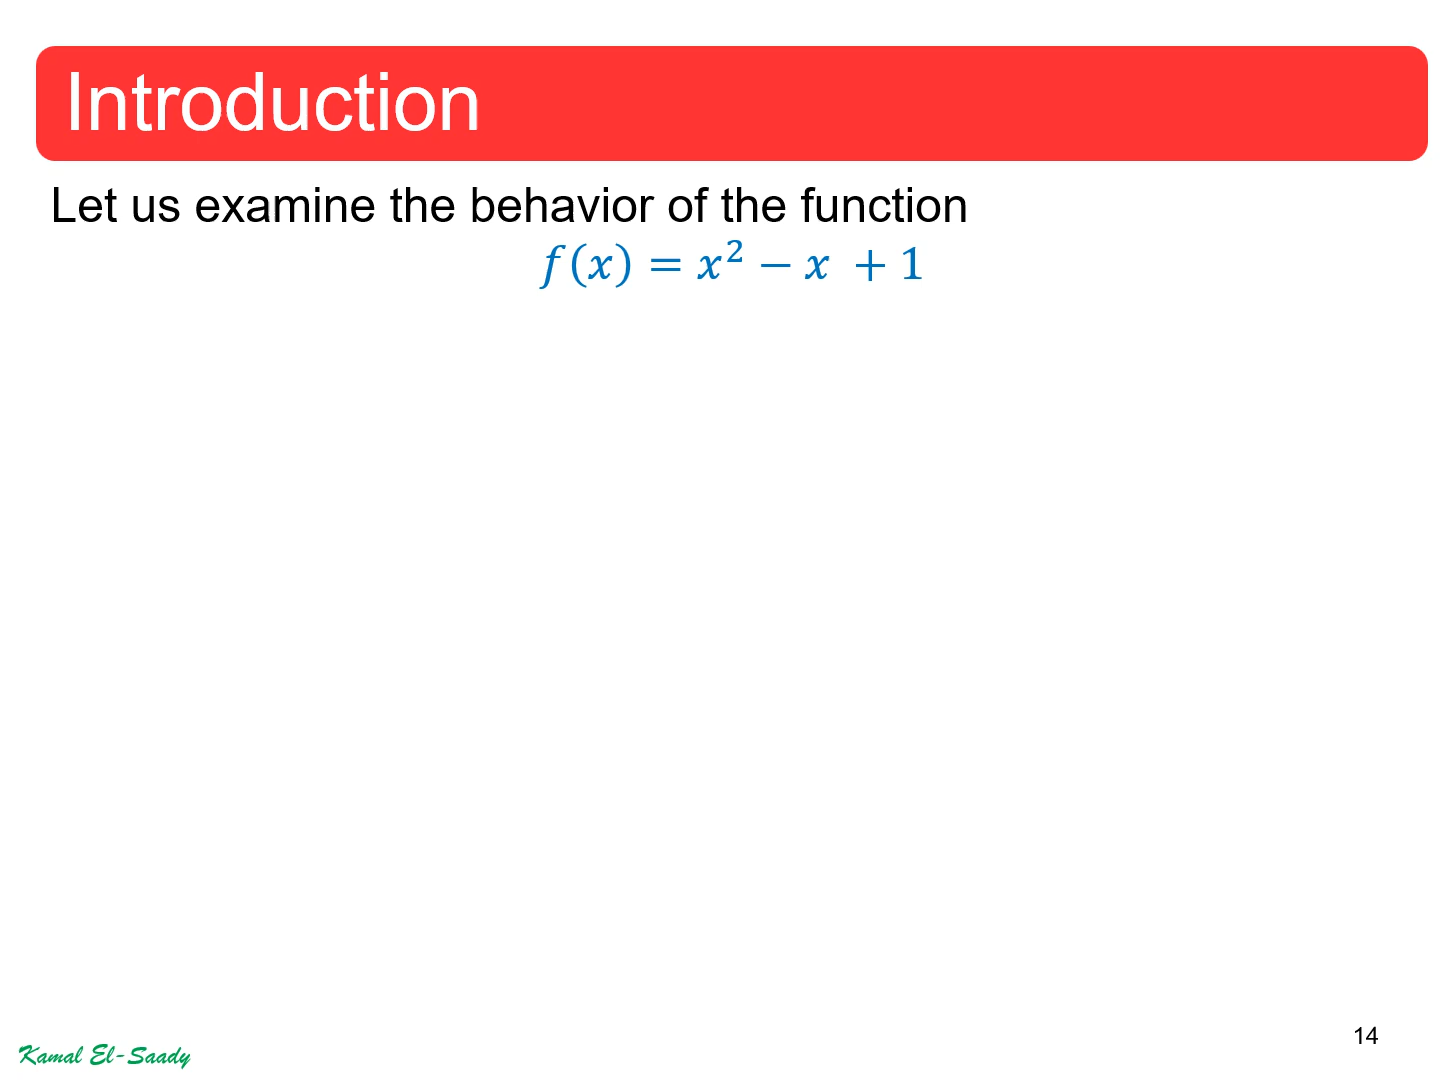 Introduction
Let us examine the behavior of the function
𝑓(𝑥) = 𝑥² − 𝑥 + 1
14
Kamal El-Saady